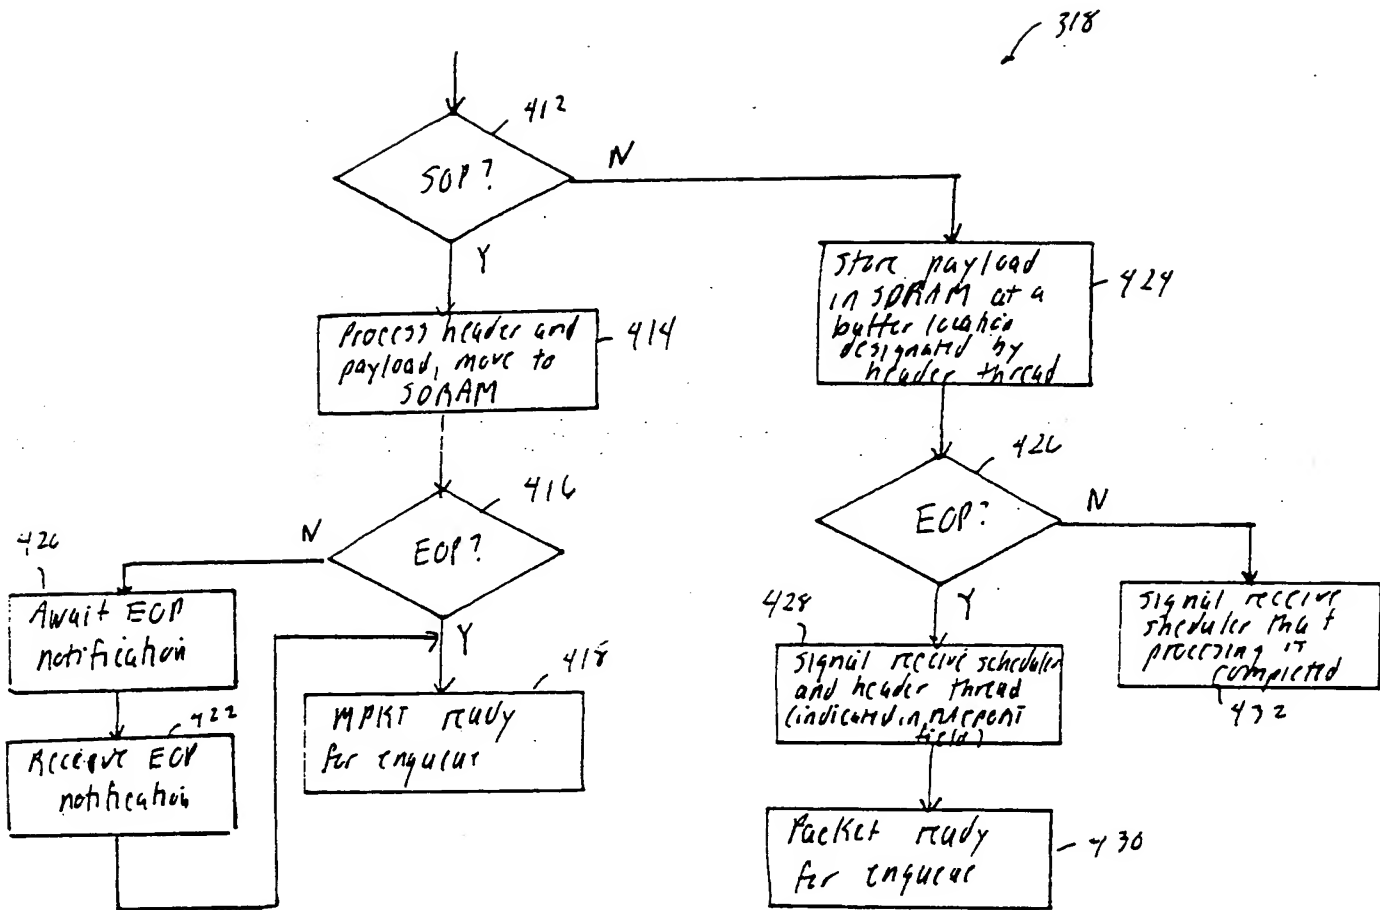 318
412
SOP?
N
Y
Process header and
payload, move to
SDRAM
414
Store payload
in SDRAM at a
buffer location
designated by
header thread
424
416
EOP?
N
Y
426
EOP?
N
Y
420
Await EOP
notification
422
Receive EOP
notification
418
MPKT ready
for enqueue
428
Signal receive scheduler
and header thread
(indicated in
field)
Signal receive
sheduler that
processing is
completed
432
Packet ready
for enqueue
430